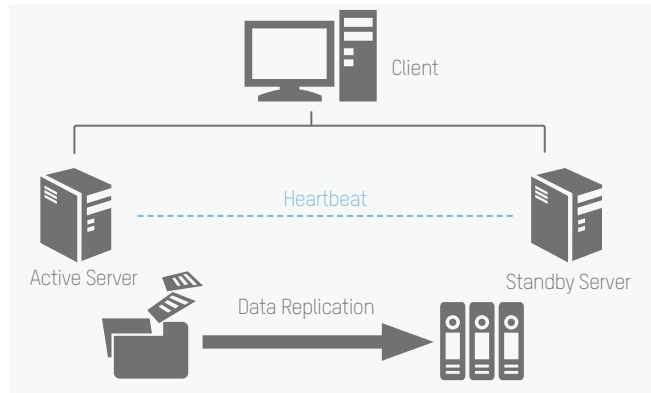 Client
Heartbeat
Active Server
Standby Server
Data Replication